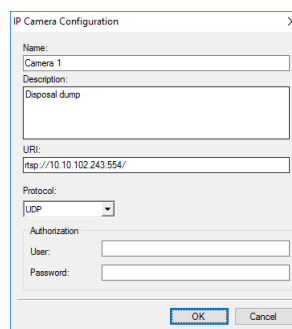 IP Camera Configuration
Name:
Camera 1
Description:
Disposal dump
URI:
rtsp://10.10.102.243:554/
Protocol:
UDP
Authorization
User:
Password:
OK Cancel